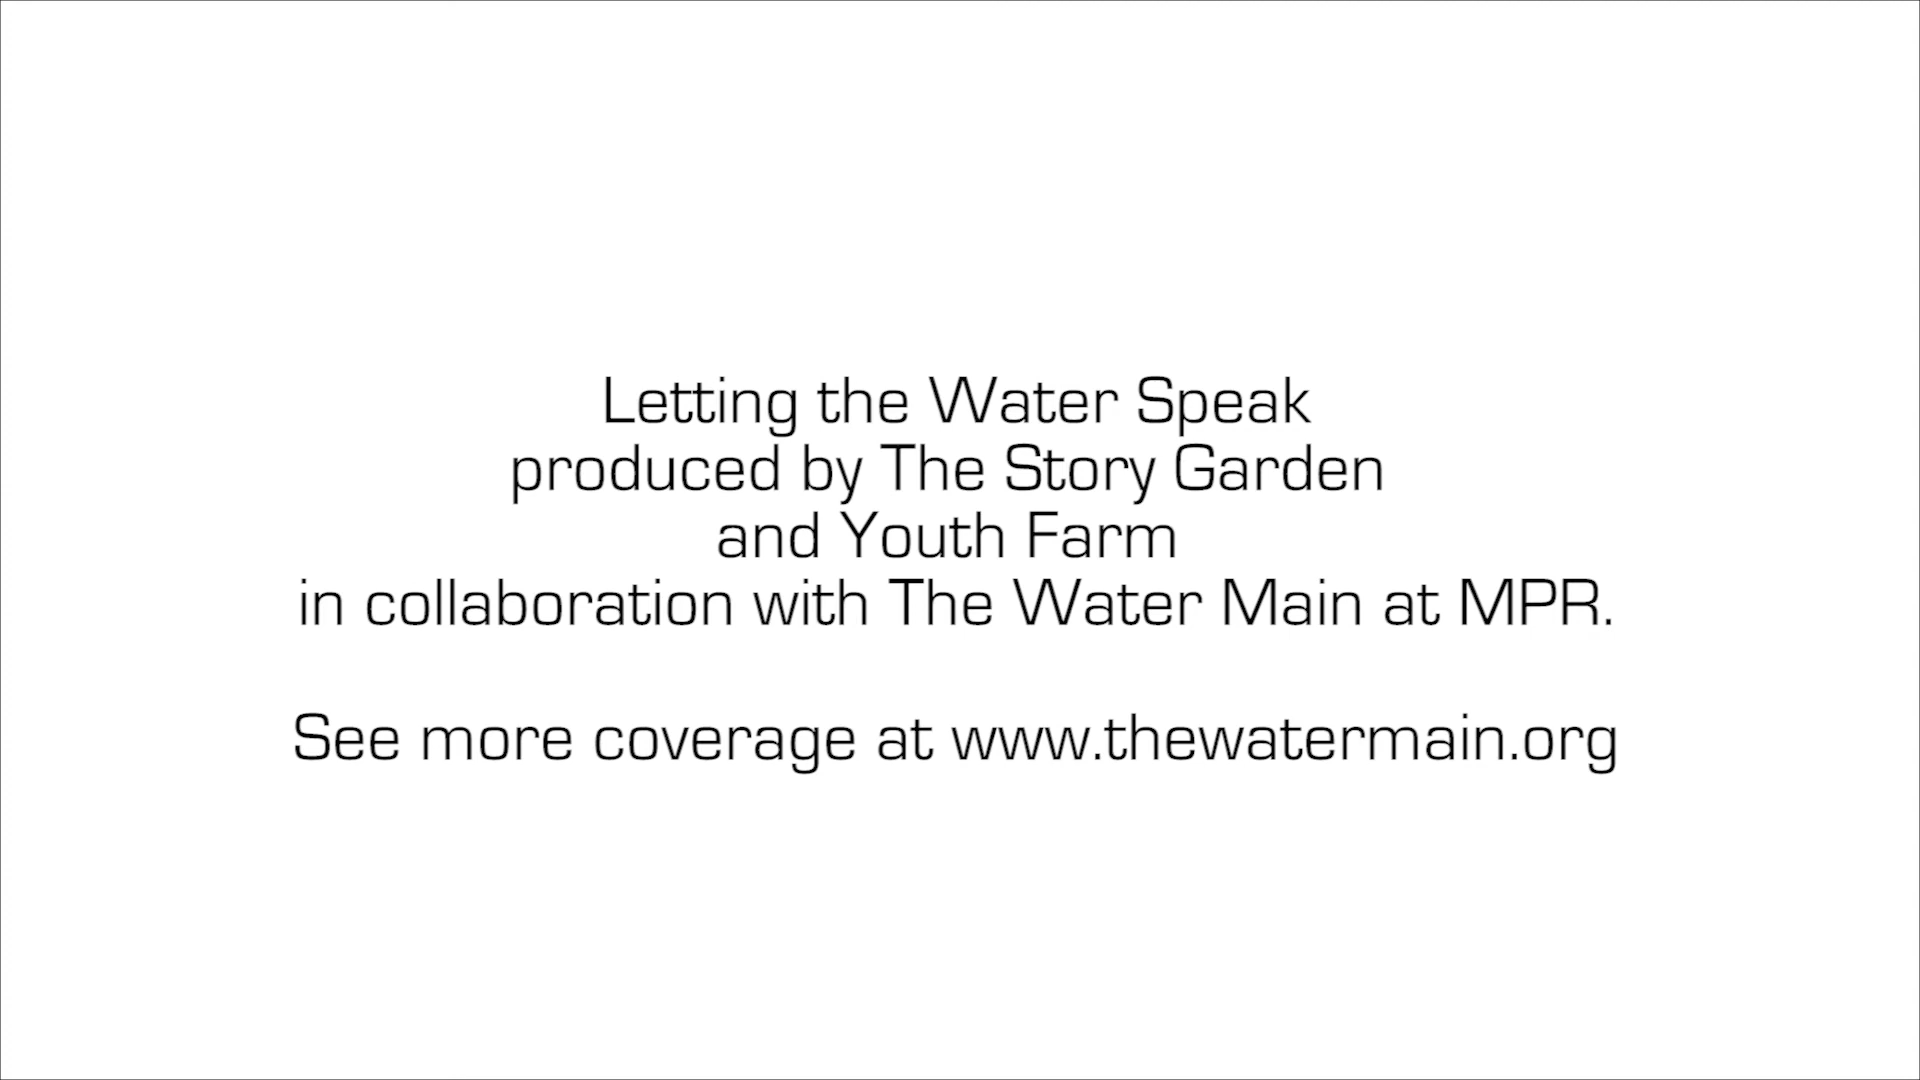 Letting the Water Speak
produced by The Story Garden
and Youth Farm
in collaboration with The Water Main at MPR.
See more coverage at www.thewatermain.org